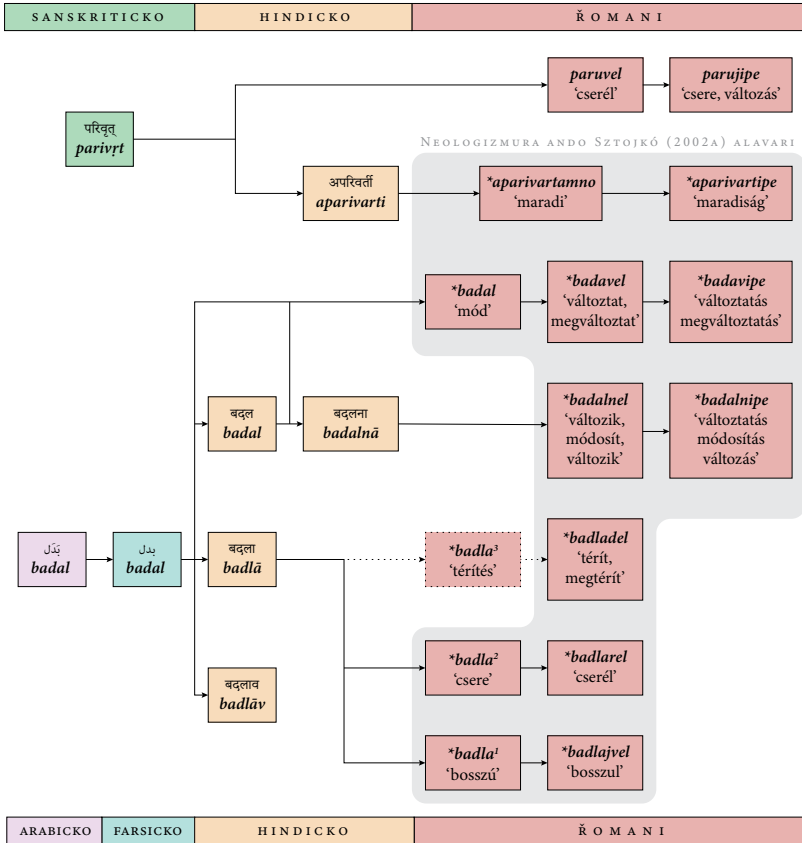 SANSKRITICKO HINDICKO ŘOMANI
paruvel
‘cserél’
parujipe
‘csere, változás’
परिवृत्
parivṛt
Neologizmura ando Sztojkó (2002a) alavari
अपरिवर्ती
aparivarti
*aparivartamno
‘maradi’
*aparivartipe
‘maradiság’
*badal
‘mód’
*badavel
‘változtat,
megváltoztat’
*badavipe
‘változtatás
megváltoztatás’
बदल
badal
बदलना
badalnā
*badalnel
‘változik,
módosít,
változik’
*badalnipe
‘változtatás
módosítás
változás’
بَدَل
badal
بدل
badal
बदला
badlā
*badla³
‘térítés’
*badladel
‘térít,
megtérít’
बदलाव
badlāv
*badla²
‘csere’
*badlarel
‘cserél’
*badla¹
‘bosszú’
*badlajvel
‘bosszul’
ARABICKO FARSICKO HINDICKO ŘOMANI